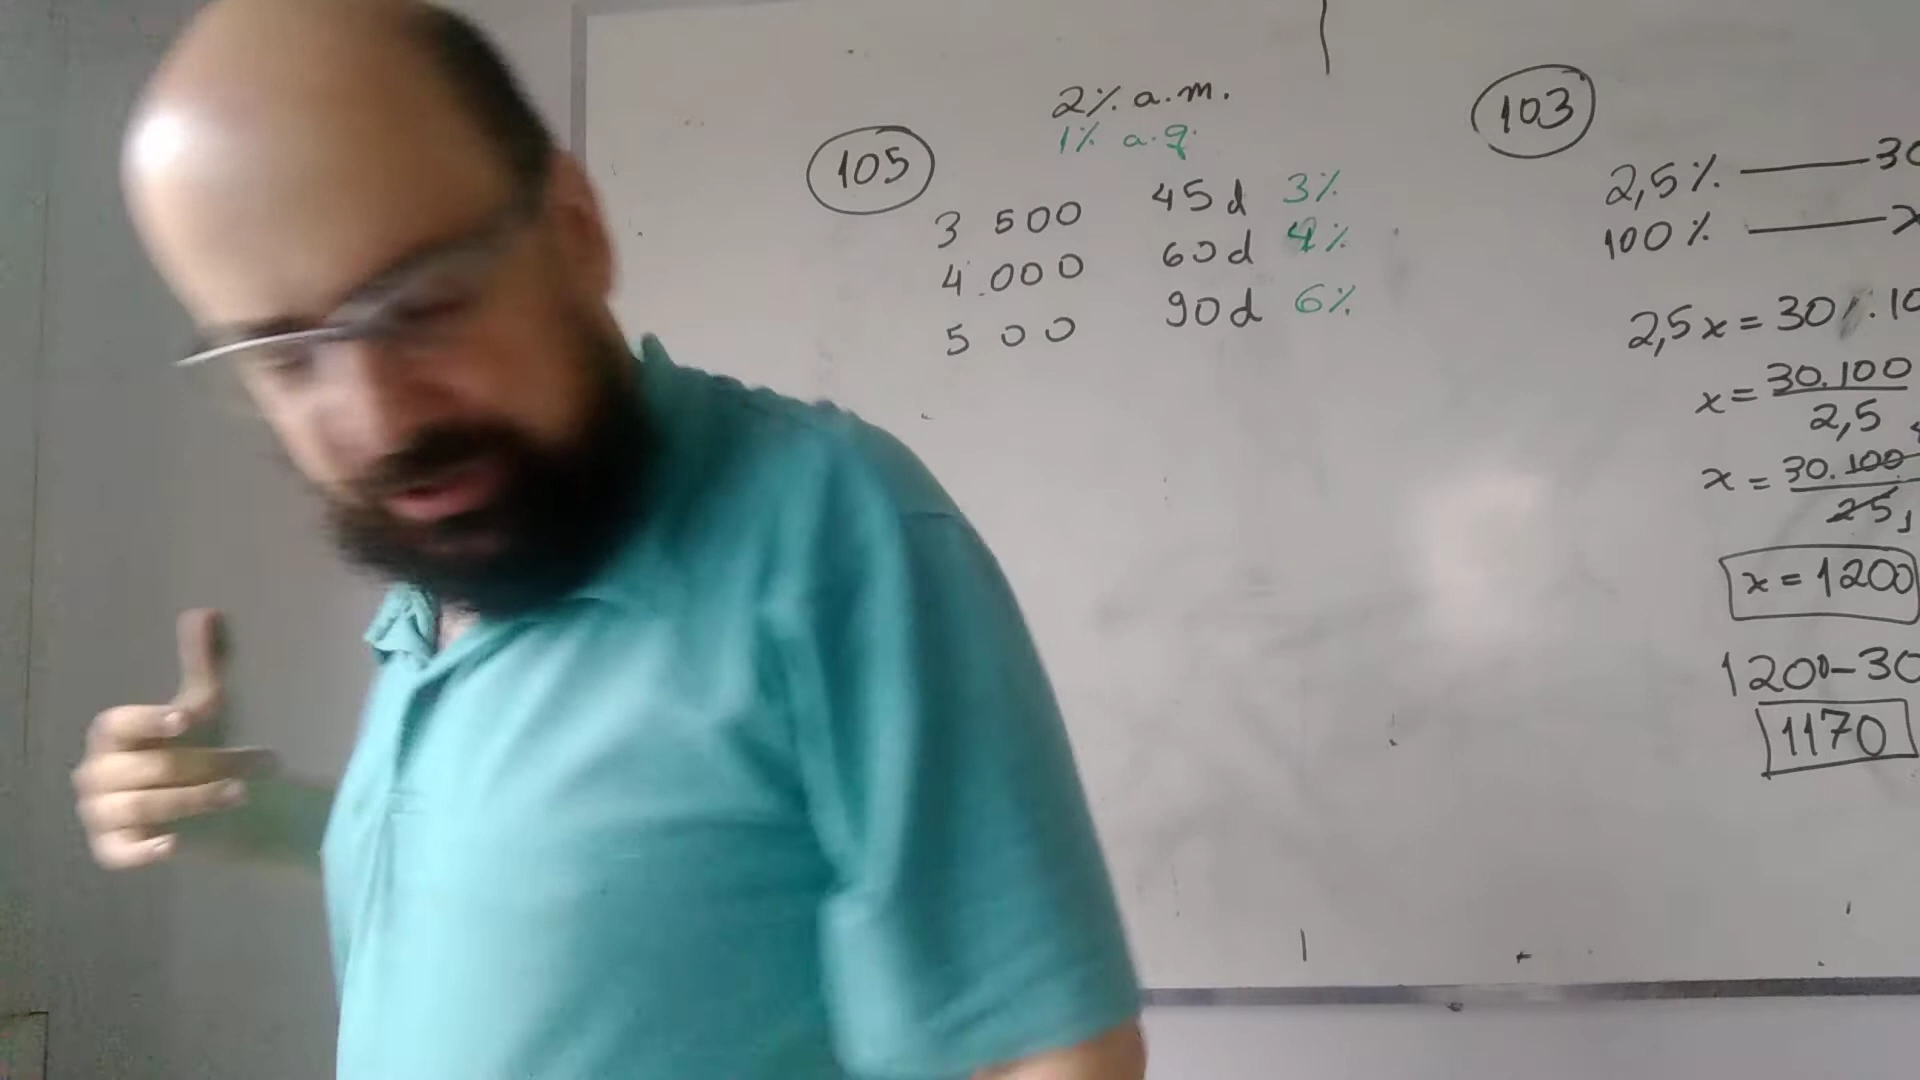 105
2% a.m.
1% a.q.
3 500 45d 3%
4.000 60d 4%
500 90d 6%
103
2,5% — 30
100% — x
2,5x = 30 . 10
x = 30.100 / 2,5
x = 30.100 / 25
x = 1200
1200 - 30
1170